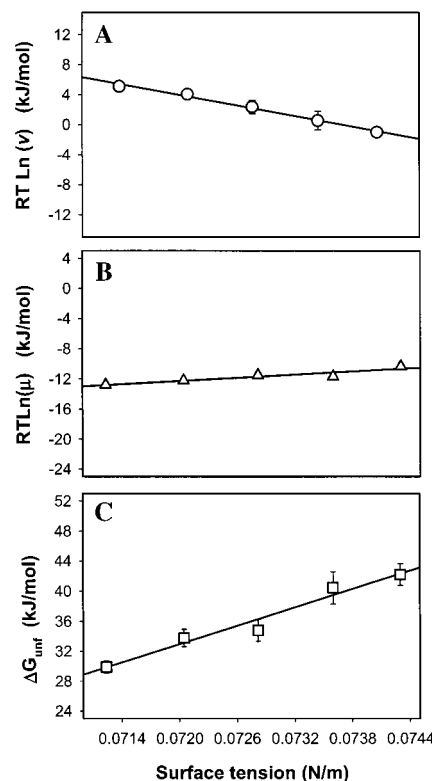 A
RT Ln (ν) (kJ/mol)
12
8
4
0
-4
-8
-12
B
RTLn(μ) (kJ/mol)
4
0
-4
-8
-12
-16
-20
-24
C
ΔG unf (kJ/mol)
52
48
44
40
36
32
28
24
0.0714 0.0720 0.0726 0.0732 0.0738 0.0744
Surface tension (N/m)